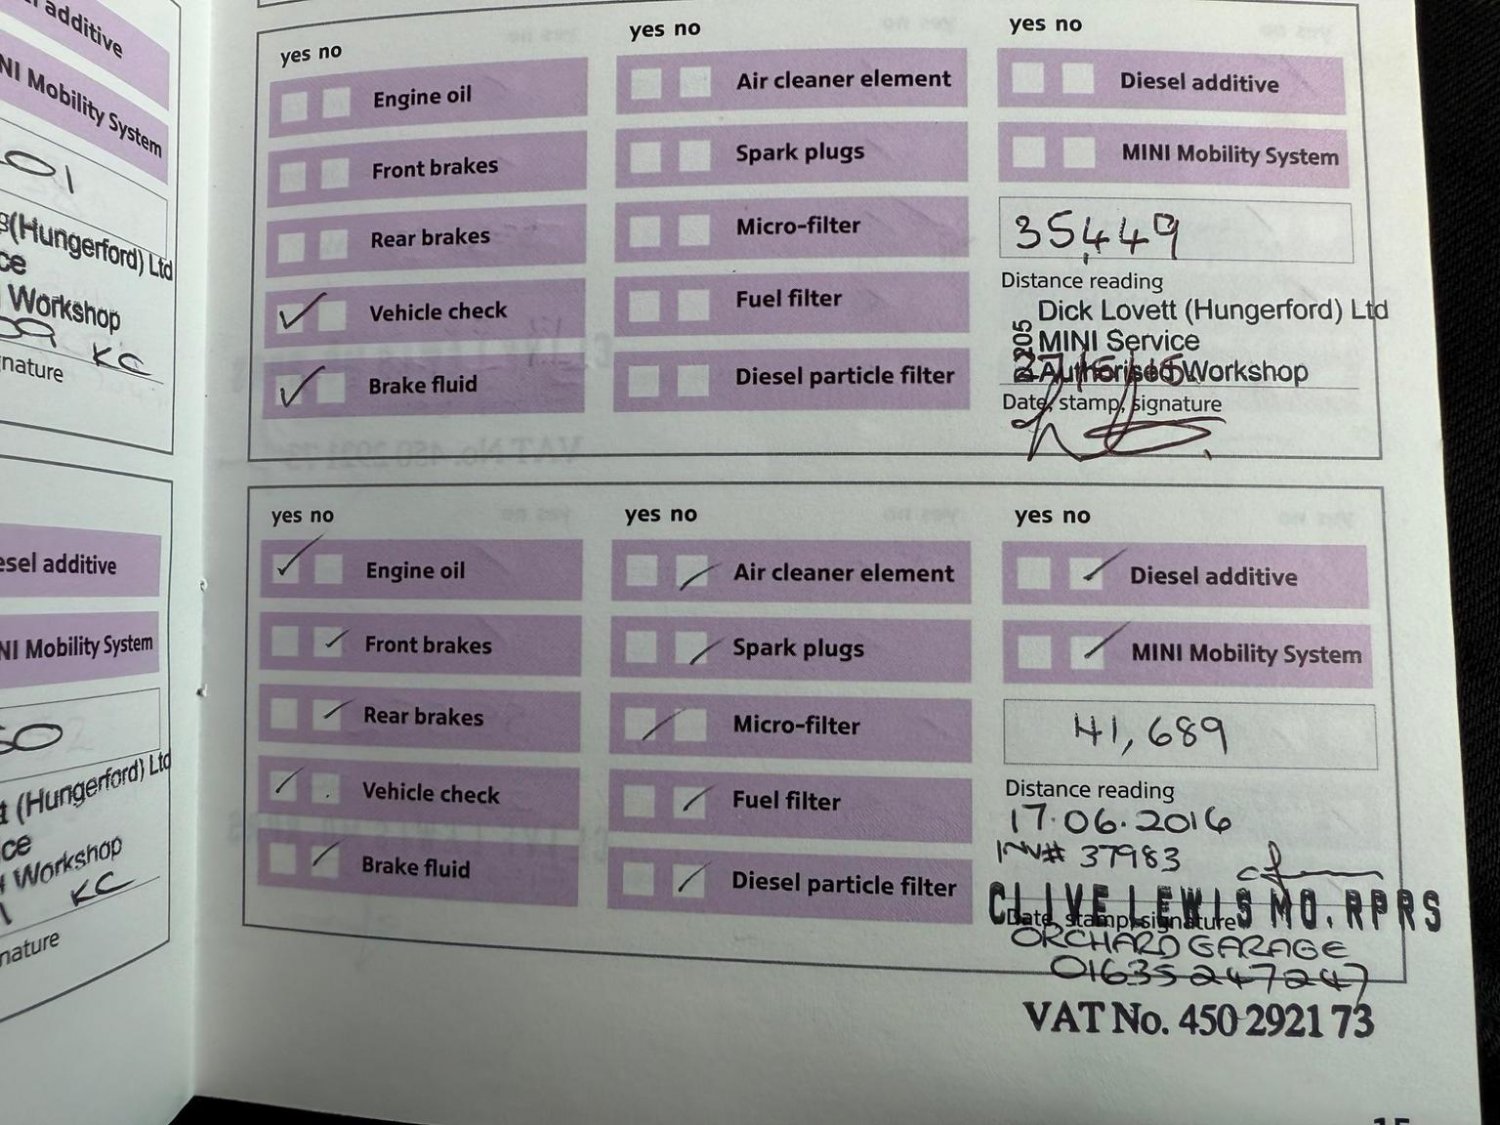 additive
NI Mobility System
01
(Hungerford) Ltd
ce
Workshop
09 KC
nature
esel additive
NI Mobility System
50
(Hungerford) Ltd
ce
Workshop
KC
nature
yes no
Engine oil
Front brakes
Rear brakes
Vehicle check
Brake fluid
yes no
Air cleaner element
Spark plugs
Micro-filter
Fuel filter
Diesel particle filter
yes no
Diesel additive
MINI Mobility System
35,449
Distance reading
Dick Lovett (Hungerford) Ltd
MINI Service
Authorised Workshop
Date, stamp, signature
yes no
Engine oil
Front brakes
Rear brakes
Vehicle check
Brake fluid
yes no
Air cleaner element
Spark plugs
Micro-filter
Fuel filter
Diesel particle filter
yes no
Diesel additive
MINI Mobility System
41,689
Distance reading
17.06.2016
INV# 37983
CLIVE LEWIS MO. RPRS
Date, stamp, signature
ORCHARD GARAGE
01635 247247
VAT No. 450 2921 73